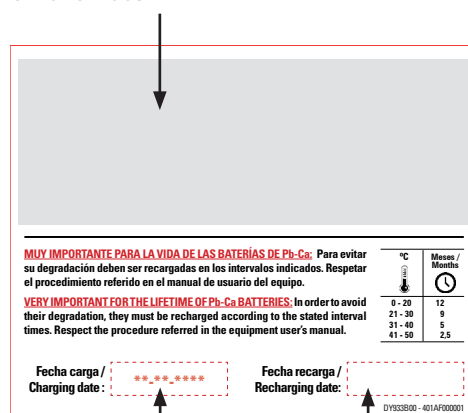 MUY IMPORTANTE PARA LA VIDA DE LAS BATERÍAS DE Pb-Ca: Para evitar
su degradación deben ser recargadas en los intervalos indicados. Respetar
el procedimiento referido en el manual de usuario del equipo.
VERY IMPORTANT FOR THE LIFETIME OF Pb-Ca BATTERIES: In order to avoid
their degradation, they must be recharged according to the stated interval
times. Respect the procedure referred in the equipment user's manual.
ºC
Meses /
Months
0 - 20 12
21 - 30 9
31 - 40 5
41 - 50 2,5
Fecha carga /
Charging date :
**-**-****
Fecha recarga /
Recharging date:
DY933B00 - 401AF000001